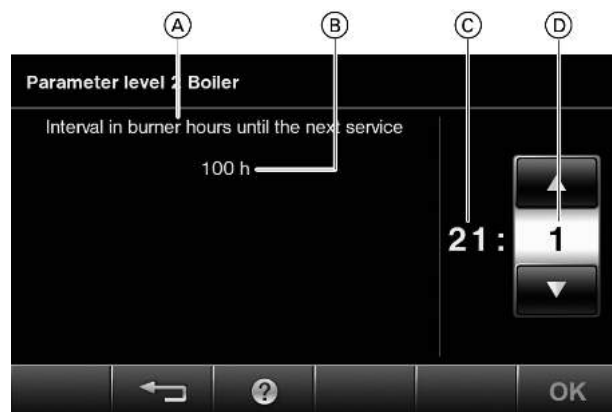 A B C D
Parameter level 2 Boiler
Interval in burner hours until the next service
100 h
21: 1
? OK